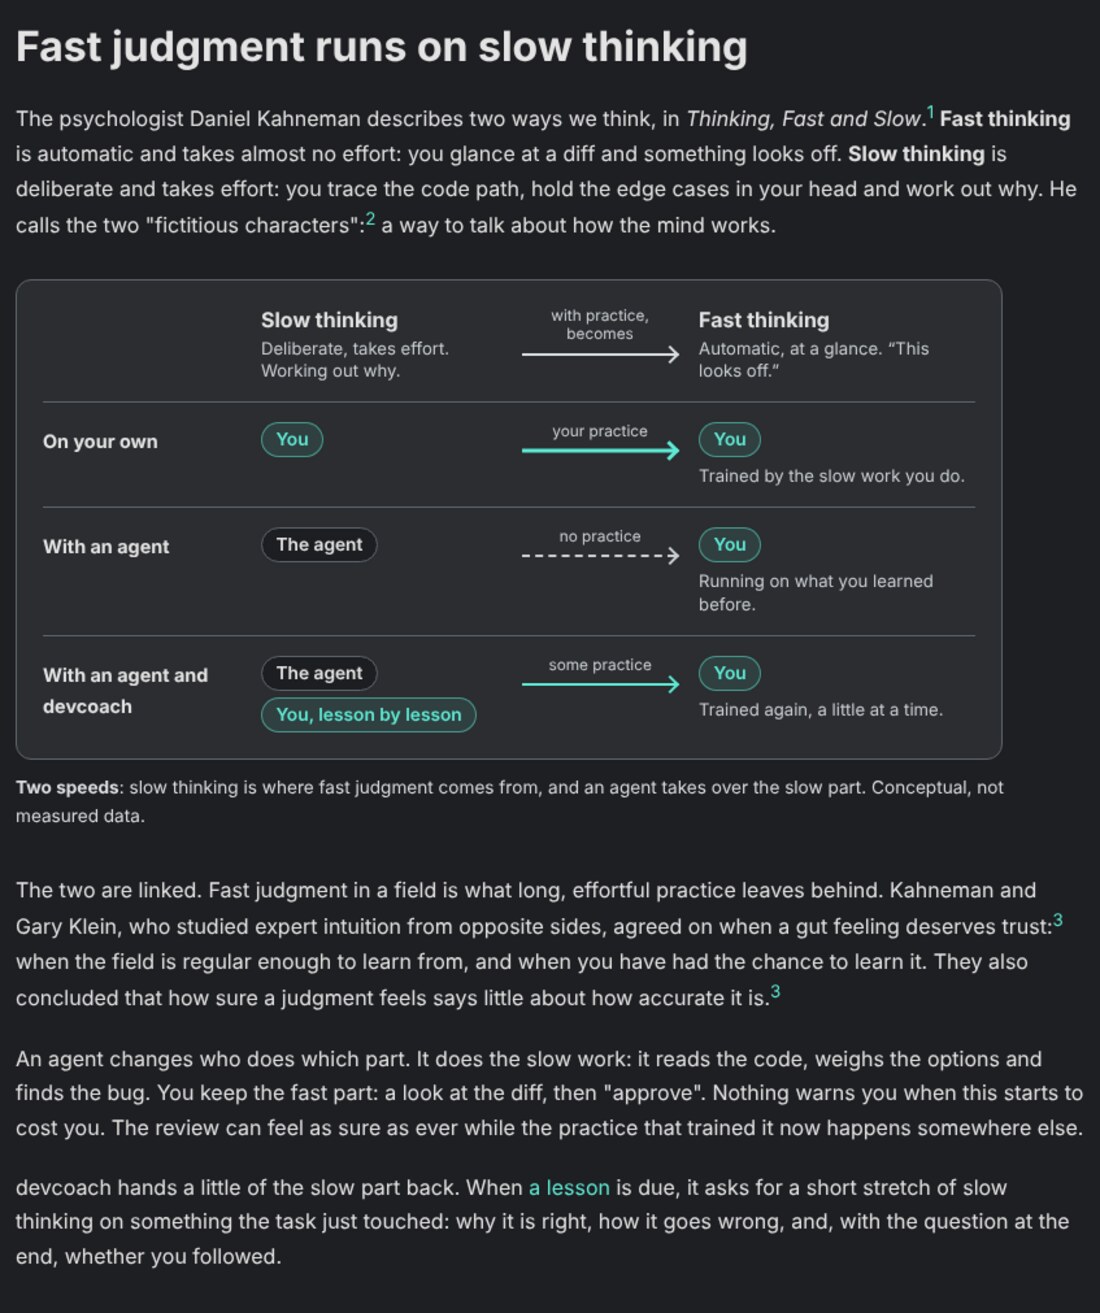 Fast judgment runs on slow thinking
The psychologist Daniel Kahneman describes two ways we think, in Thinking, Fast and Slow.1 Fast thinking
is automatic and takes almost no effort: you glance at a diff and something looks off. Slow thinking is
deliberate and takes effort: you trace the code path, hold the edge cases in your head and work out why. He
calls the two "fictitious characters":2 a way to talk about how the mind works.
Slow thinking
Deliberate, takes effort.
Working out why.
with practice,
becomes
Fast thinking
Automatic, at a glance. “This
looks off.”
On your own
You
your practice
You
Trained by the slow work you do.
With an agent
The agent
no practice
You
Running on what you learned
before.
With an agent and
devcoach
The agent
You, lesson by lesson
some practice
You
Trained again, a little at a time.
Two speeds: slow thinking is where fast judgment comes from, and an agent takes over the slow part. Conceptual, not
measured data.
The two are linked. Fast judgment in a field is what long, effortful practice leaves behind. Kahneman and
Gary Klein, who studied expert intuition from opposite sides, agreed on when a gut feeling deserves trust:3
when the field is regular enough to learn from, and when you have had the chance to learn it. They also
concluded that how sure a judgment feels says little about how accurate it is.3
An agent changes who does which part. It does the slow work: it reads the code, weighs the options and
finds the bug. You keep the fast part: a look at the diff, then "approve". Nothing warns you when this starts to
cost you. The review can feel as sure as ever while the practice that trained it now happens somewhere else.
devcoach hands a little of the slow part back. When a lesson is due, it asks for a short stretch of slow
thinking on something the task just touched: why it is right, how it goes wrong, and, with the question at the
end, whether you followed.